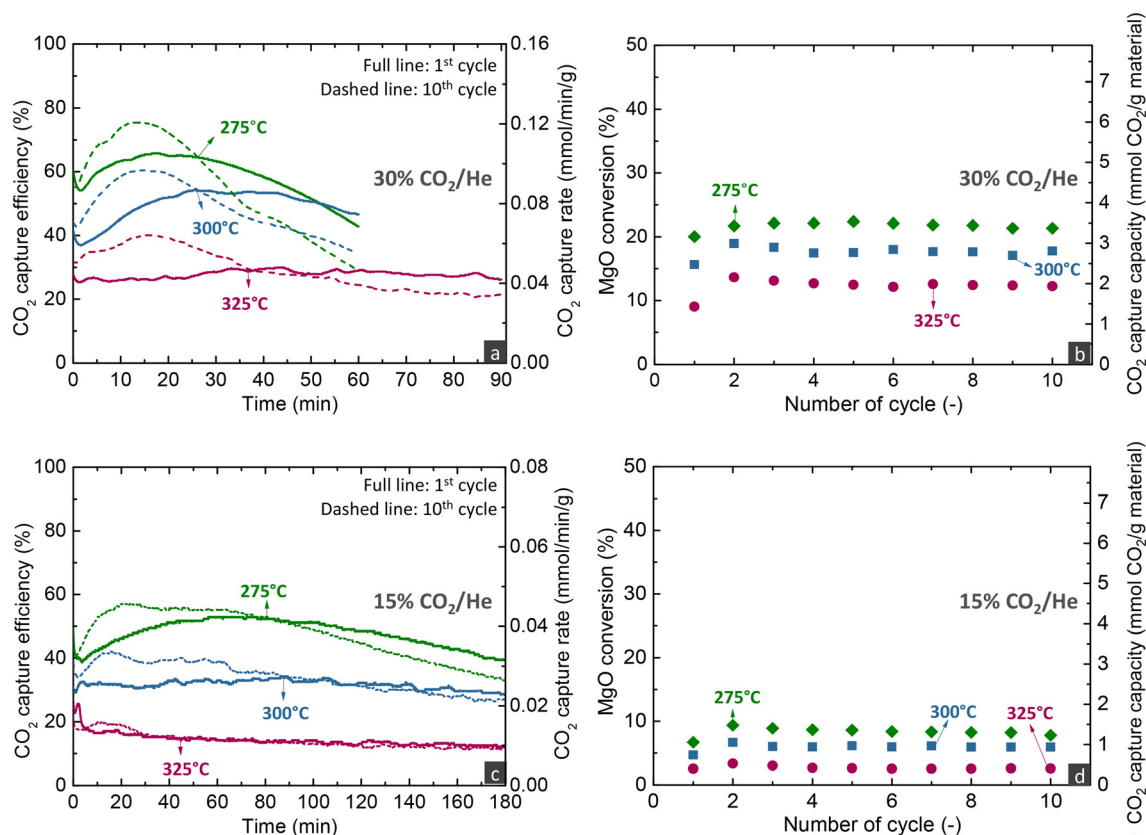 100
80
60
40
20
0
CO₂ capture efficiency (%)
Full line: 1ˢᵗ cycle
Dashed line: 10ᵗʰ cycle
275°C
30% CO₂/He
300°C
325°C
a
0.16
0.12
0.08
0.04
0.00
CO₂ capture rate (mmol/min/g)
0 10 20 30 40 50 60 70 80 90
Time (min)
50
40
30
20
10
0
MgO conversion (%)
30% CO₂/He
275°C
300°C
325°C
b
7
6
5
4
3
2
1
0
CO₂ capture capacity (mmol CO₂/g material)
0 2 4 6 8 10
Number of cycle (-)
100
80
60
40
20
0
CO₂ capture efficiency (%)
Full line: 1ˢᵗ cycle
Dashed line: 10ᵗʰ cycle
275°C
15% CO₂/He
300°C
325°C
c
0.08
0.06
0.04
0.02
0.00
CO₂ capture rate (mmol/min/g)
0 20 40 60 80 100 120 140 160 180
Time (min)
50
40
30
20
10
0
MgO conversion (%)
15% CO₂/He
275°C
300°C
325°C
d
7
6
5
4
3
2
1
0
CO₂ capture capacity (mmol CO₂/g material)
0 2 4 6 8 10
Number of cycle (-)